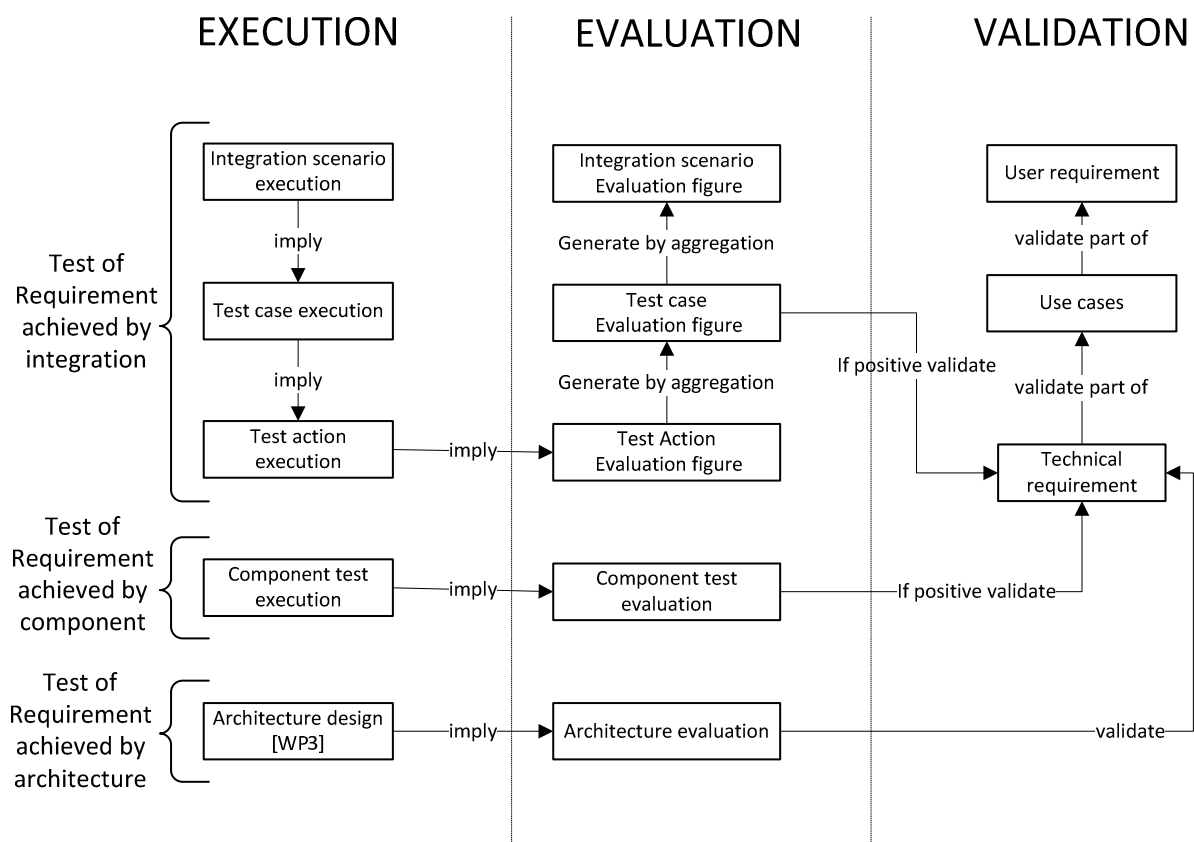 EXECUTION
EVALUATION
VALIDATION
Test of
Requirement
achieved by
integration
Integration scenario
execution
imply
Test case execution
imply
Test action
execution
imply
Integration scenario
Evaluation figure
Generate by aggregation
Test case
Evaluation figure
Generate by aggregation
Test Action
Evaluation figure
If positive validate
User requirement
validate part of
Use cases
validate part of
Technical
requirement
Test of
Requirement
achieved by
component
Component test
execution
imply
Component test
evaluation
If positive validate
Test of
Requirement
achieved by
architecture
Architecture design
[WP3]
imply
Architecture evaluation
validate